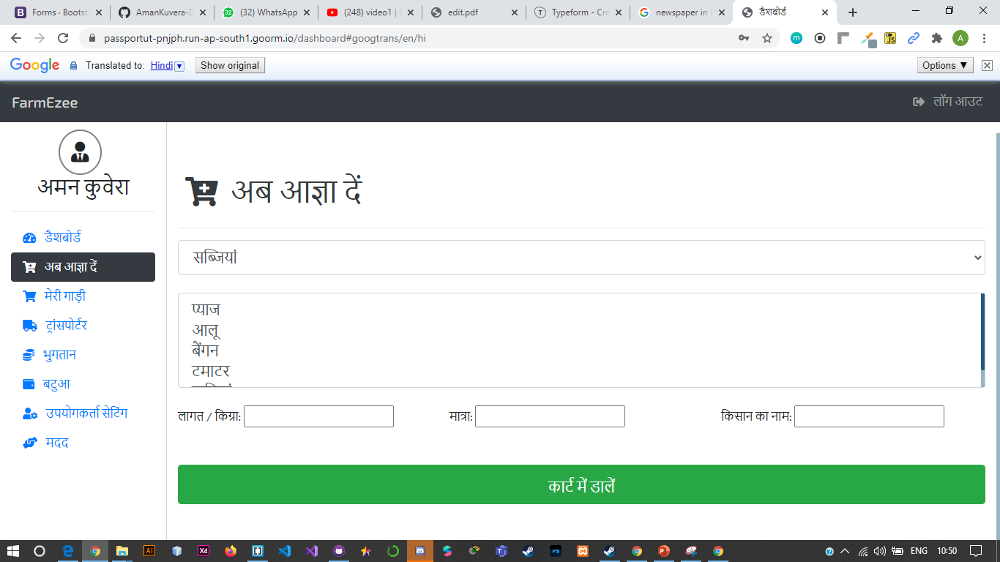 Forms · Bootst
AmanKuvera-D
(32) WhatsApp
(248) video1 |
edit.pdf
Typeform - Cre
newspaper in
डैशबोर्ड
passportut-pnjph.run-ap-south1.goorm.io/dashboard#googtrans/en/hi
Google Translated to: Hindi Show original Options ▼
FarmEzee
लॉग आउट
अमन कुवेरा
डैशबोर्ड
अब आज्ञा दें
मेरी गाड़ी
ट्रांसपोर्टर
भुगतान
बटुआ
उपयोगकर्ता सेटिंग
मदद
अब आज्ञा दें
सब्जियां
प्याज
आलू
बैंगन
टमाटर
लागत / किग्रा: मात्रा: किसान का नाम:
कार्ट में डालें
ENG 10:50